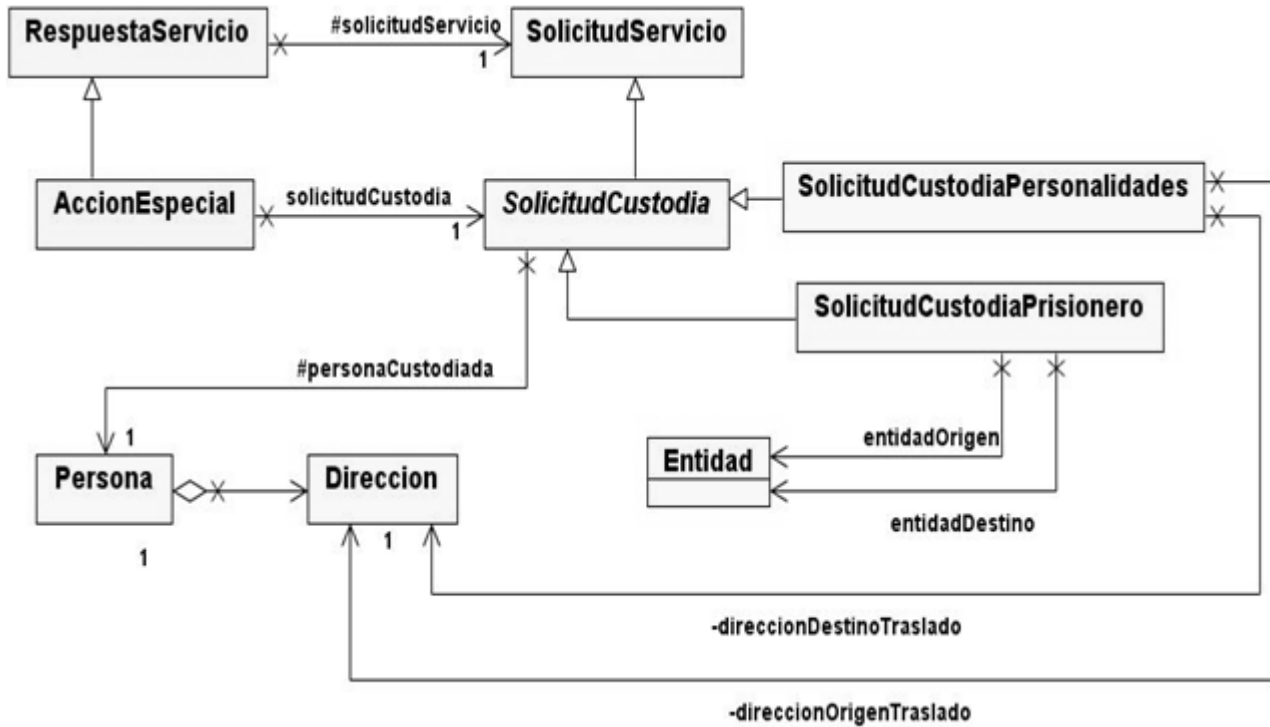 RespuestaServicio
#solicitudServicio
1
SolicitudServicio
AccionEspecial
solicitudCustodia
1
SolicitudCustodia
SolicitudCustodiaPersonalidades
SolicitudCustodiaPrisionero
#personaCustodiada
1
Persona
1
Direccion
1
Entidad
entidadOrigen
entidadDestino
-direccionDestinoTraslado
-direccionOrigenTraslado